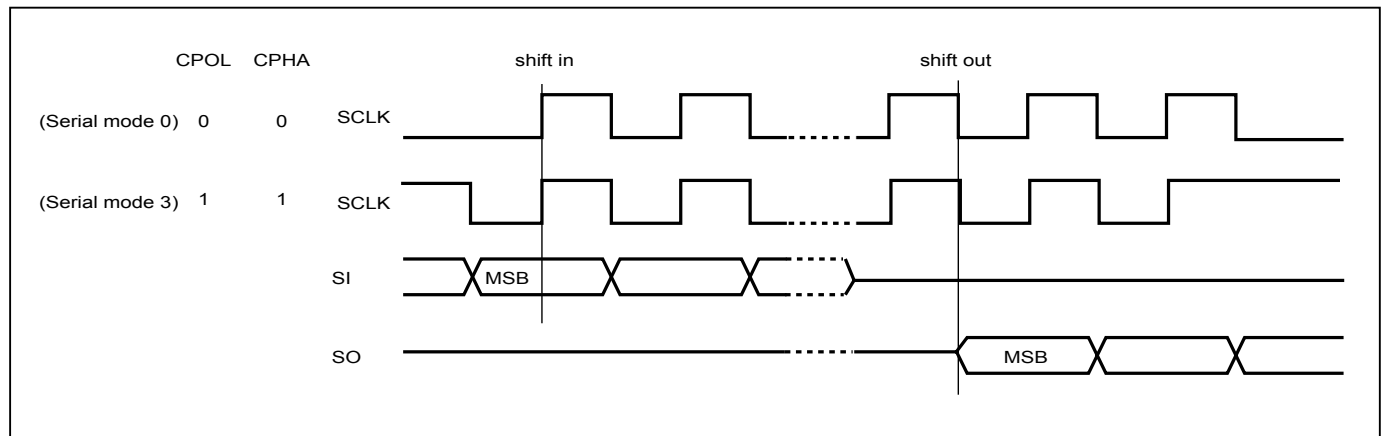 CPOL CPHA shift in shift out
(Serial mode 0) 0 0 SCLK
(Serial mode 3) 1 1 SCLK
SI MSB
SO MSB